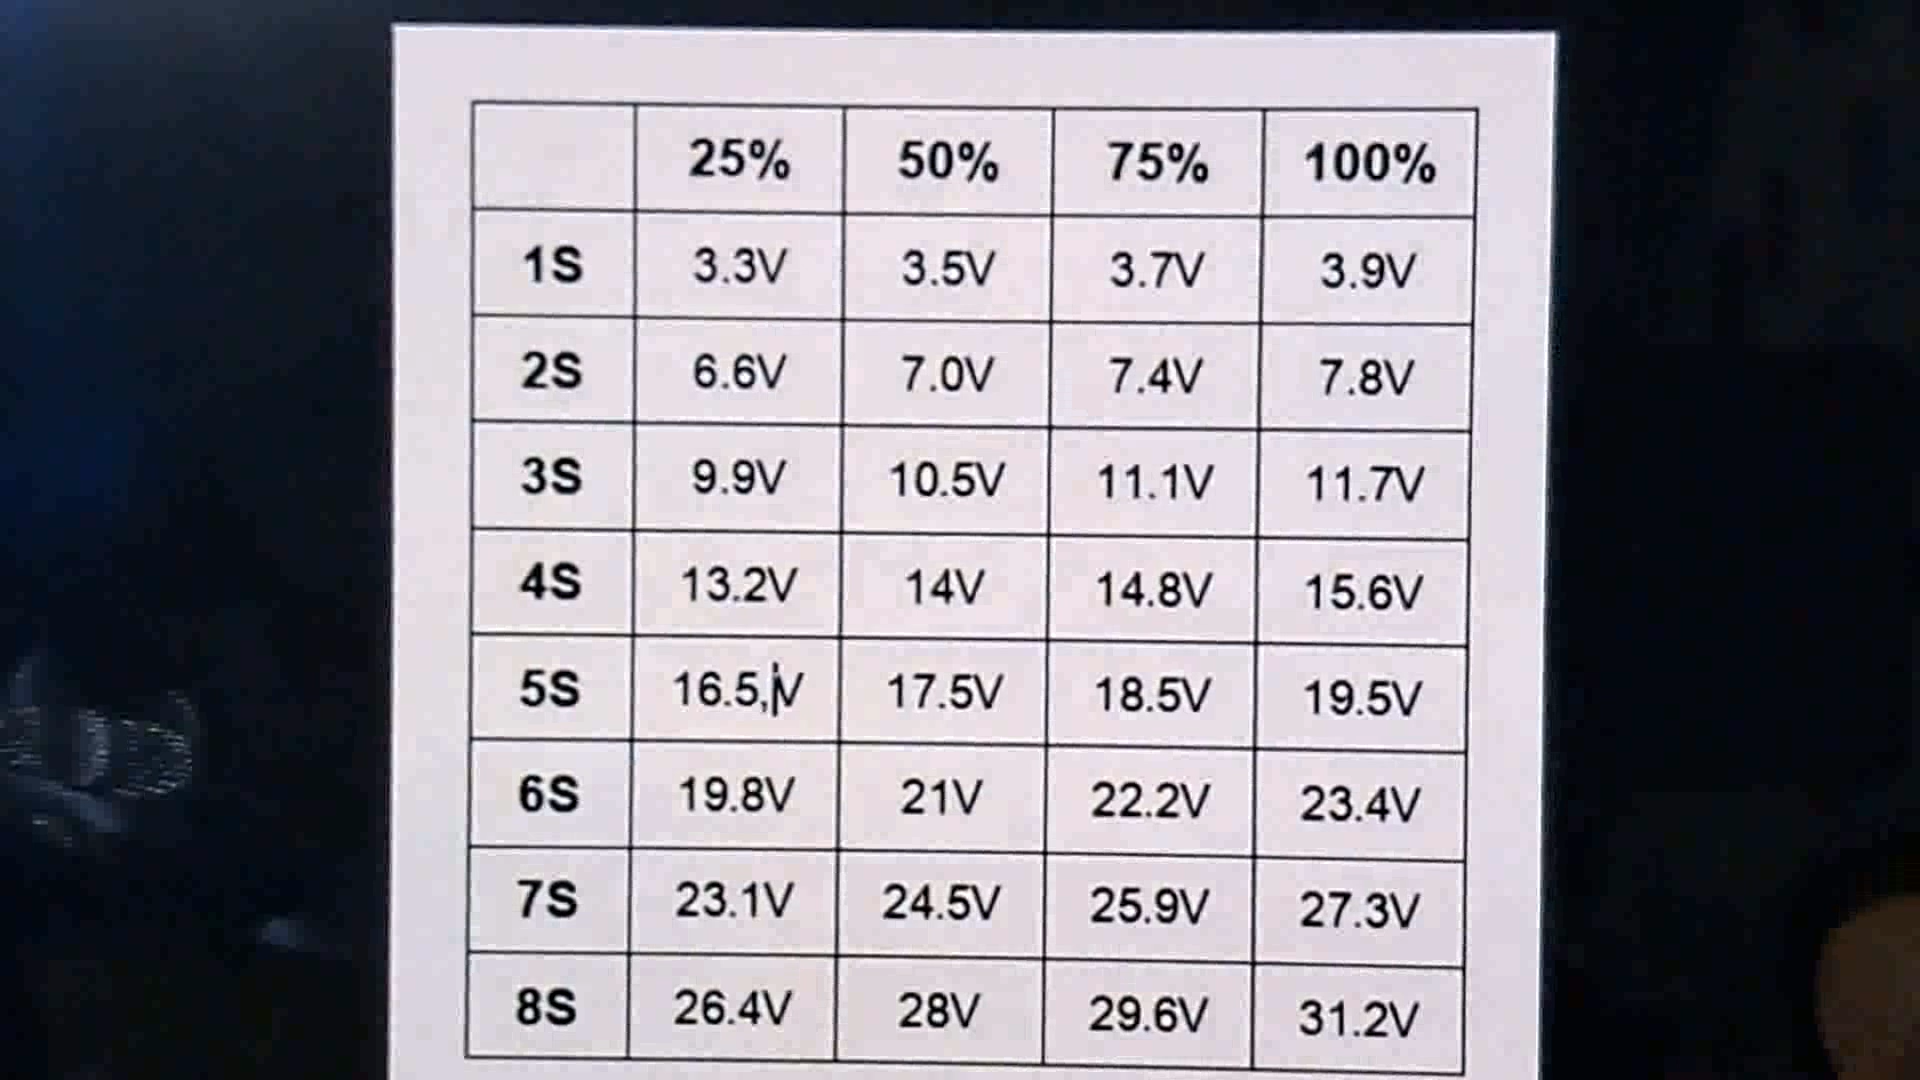 25% 50% 75% 100%
1S 3.3V 3.5V 3.7V 3.9V
2S 6.6V 7.0V 7.4V 7.8V
3S 9.9V 10.5V 11.1V 11.7V
4S 13.2V 14V 14.8V 15.6V
5S 16.5,V 17.5V 18.5V 19.5V
6S 19.8V 21V 22.2V 23.4V
7S 23.1V 24.5V 25.9V 27.3V
8S 26.4V 28V 29.6V 31.2V